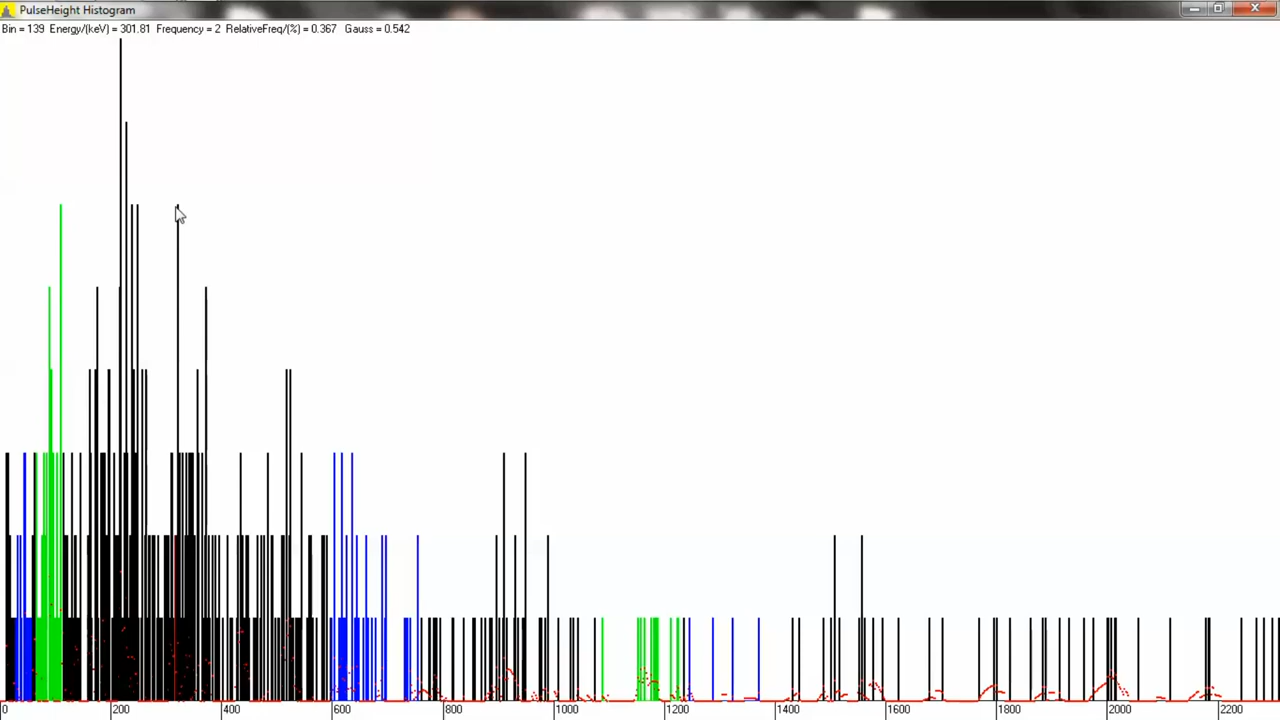 PulseHeight Histogram
Bin = 139 Energy/(keV) = 301.81 Frequency = 2 RelativeFreq/(%) = 0.367 Gauss = 0.542
0 200 400 600 800 1000 1200 1400 1600 1800 2000 2200